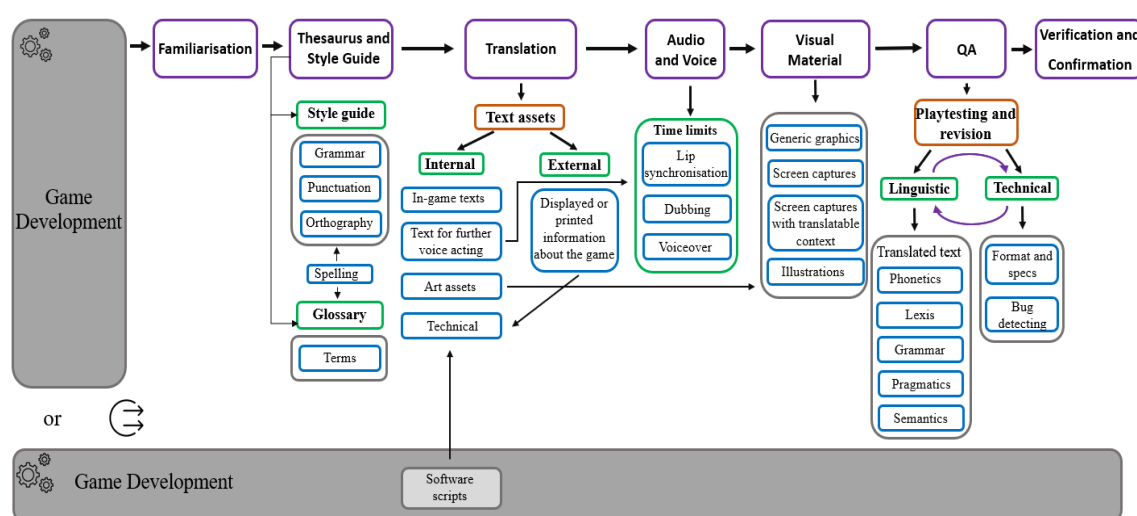 Game
Development
Familiarisation
Thesaurus and
Style Guide
Translation
Audio
and Voice
Visual
Material
QA
Verification and
Confirmation
Style guide
Grammar
Punctuation
Orthography
Spelling
Glossary
Terms
Text assets
Internal
External
In-game texts
Text for further
voice acting
Art assets
Technical
Displayed or
printed
information
about the game
Time limits
Lip
synchronisation
Dubbing
Voiceover
Generic graphics
Screen captures
Screen captures
with translatable
context
Illustrations
Playtesting and
revision
Linguistic
Technical
Translated text
Phonetics
Lexis
Grammar
Pragmatics
Semantics
Format and
specs
Bug
detecting
or
Game Development
Software
scripts